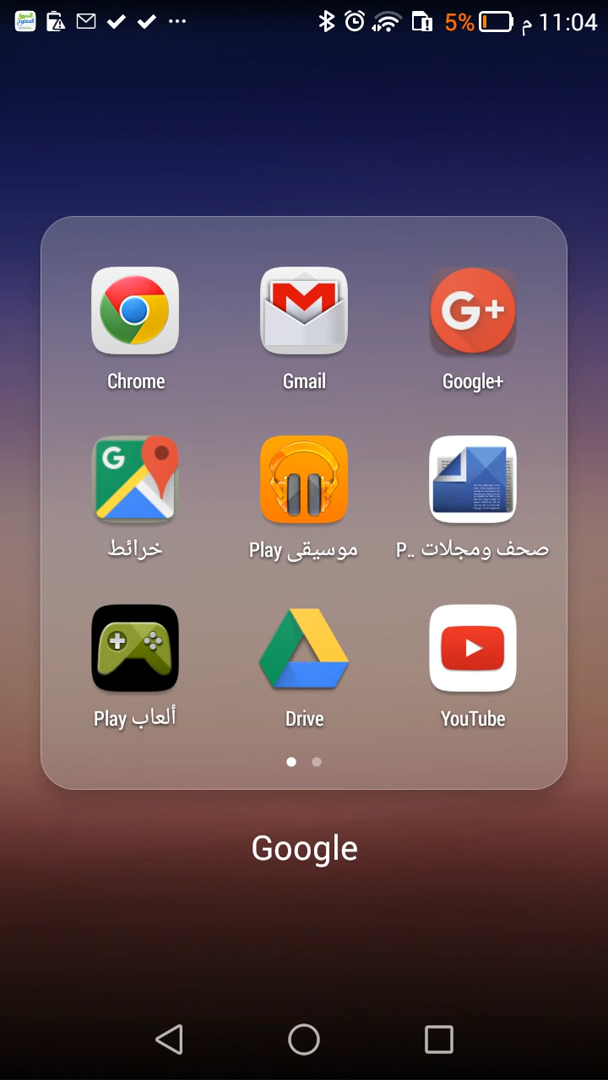 5% م 11:04
Chrome
Gmail
Google+
خرائط
موسيقى Play
صحف ومجلات P..
ألعاب Play
Drive
YouTube
Google